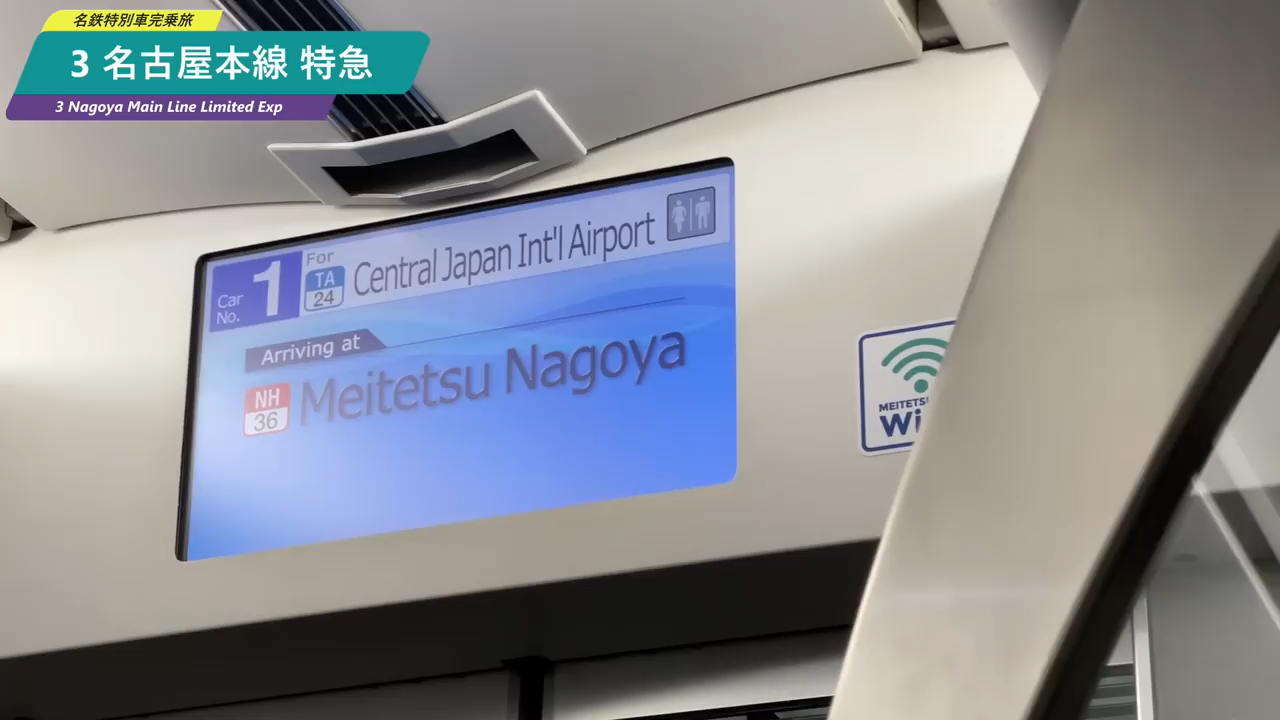 名鉄特別車完乗旅
3 名古屋本線 特急
3 Nagoya Main Line Limited Exp
Car No. 1
For
TA 24 Central Japan Int'l Airport
Arriving at
NH 36 Meitetsu Nagoya